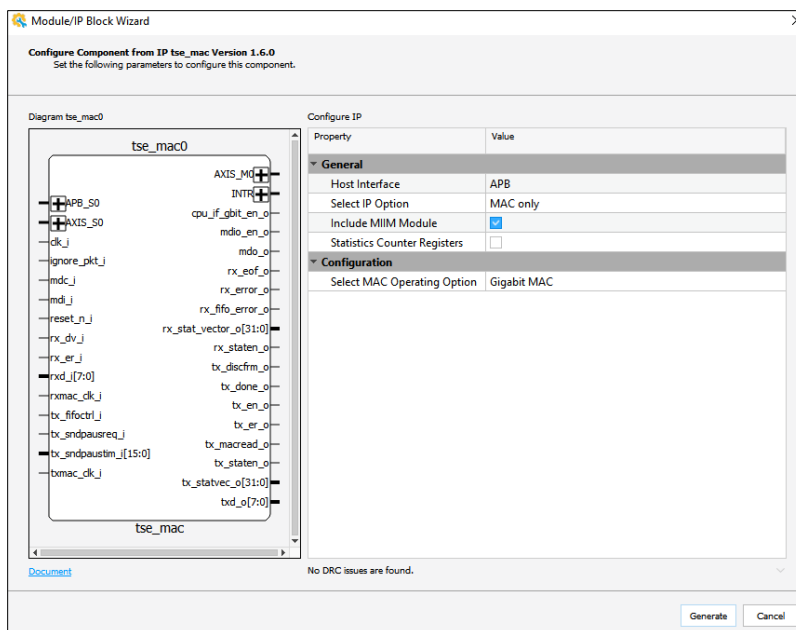 Module/IP Block Wizard
Configure Component from IP tse_mac Version 1.6.0
Set the following parameters to configure this component.
Diagram tse_mac0
tse_mac0
APB_S0
AXIS_S0
clk_i
ignore_pkt_i
mdc_i
mdi_i
reset_n_i
rx_dv_i
rx_er_i
rxd_i[7:0]
rxmac_clk_i
tx_fifoctrl_i
tx_sndpausreq_i
tx_sndpaustim_i[15:0]
txmac_clk_i
AXIS_M0
INTR
cpu_if_gbit_en_o
mdio_en_o
mdo_o
rx_eof_o
rx_error_o
rx_fifo_error_o
rx_stat_vector_o[31:0]
rx_staten_o
tx_discfrm_o
tx_done_o
tx_en_o
tx_er_o
tx_macread_o
tx_staten_o
tx_statvec_o[31:0]
txd_o[7:0]
tse_mac
Document
Configure IP
Property Value
General
Host Interface APB
Select IP Option MAC only
Include MIIM Module
Statistics Counter Registers
Configuration
Select MAC Operating Option Gigabit MAC
No DRC issues are found.
Generate Cancel